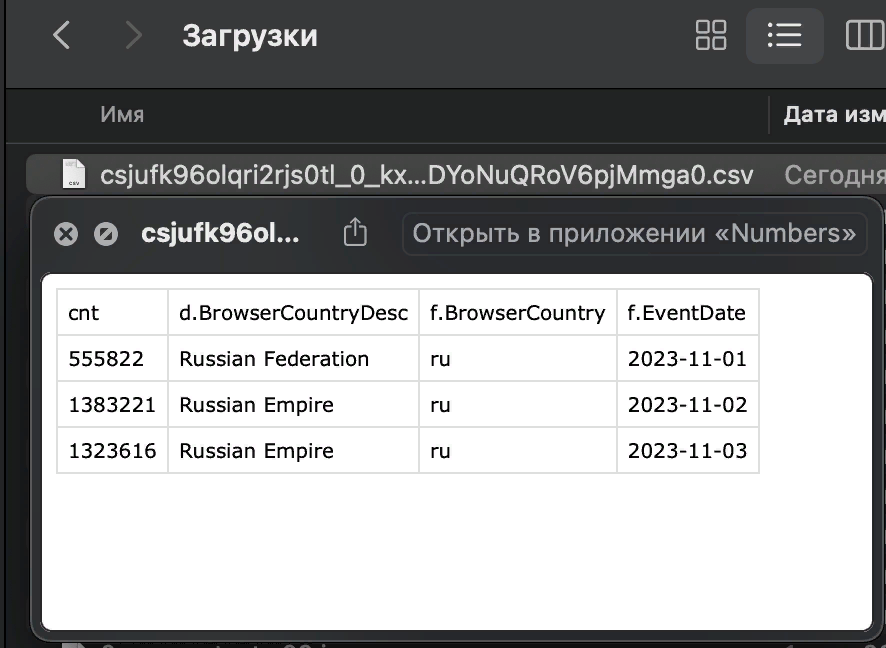 Загрузки
Имя
Дата изм
csjufk96olqri2rjs0tl_0_kx...DYoNuQRoV6pjMmga0.csv Сегодня
CSV
csjufk96ol... Открыть в приложении «Numbers»
cnt d.BrowserCountryDesc f.BrowserCountry f.EventDate
555822 Russian Federation ru 2023-11-01
1383221 Russian Empire ru 2023-11-02
1323616 Russian Empire ru 2023-11-03